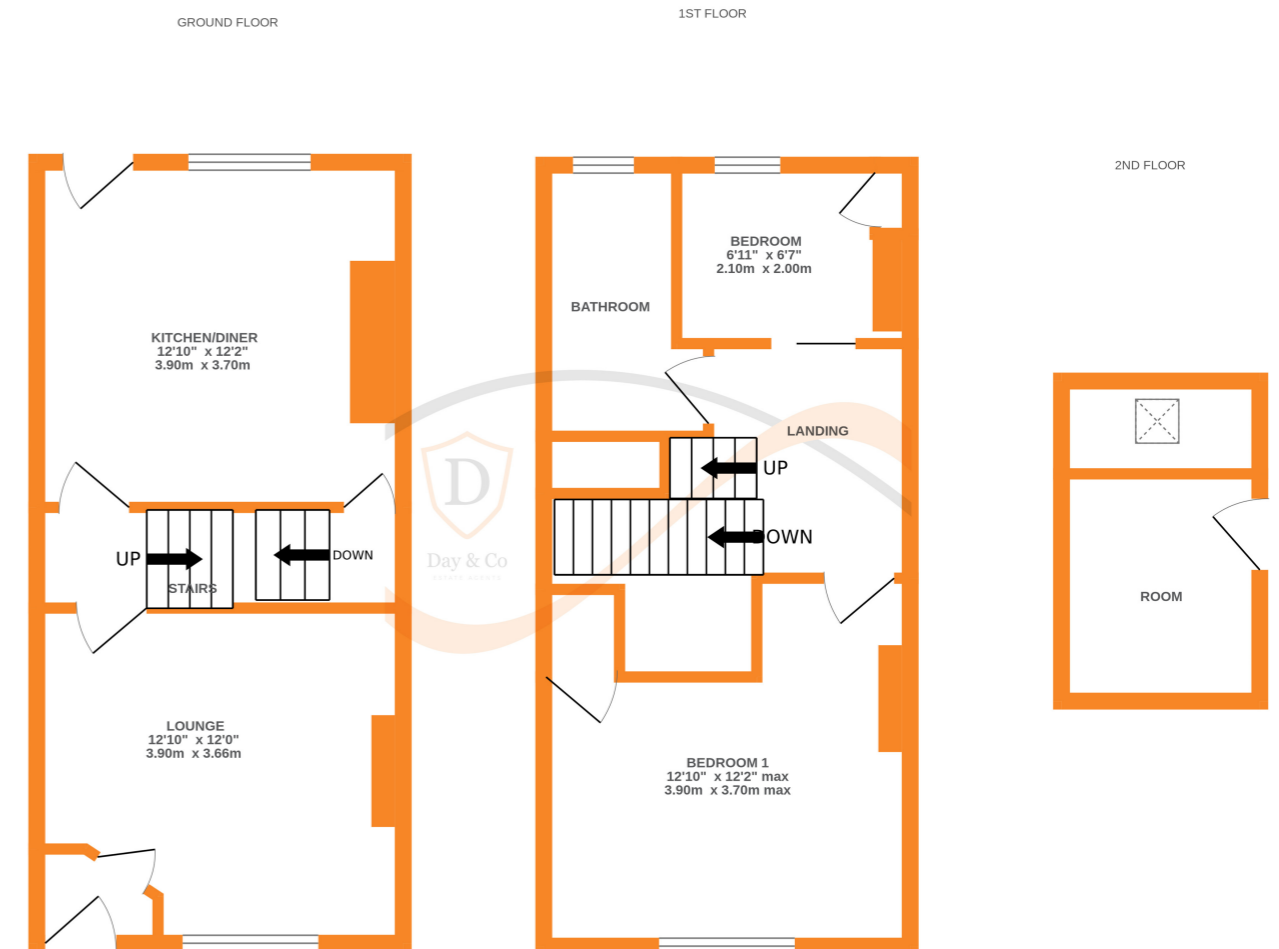 GROUND FLOOR
KITCHEN/DINER
12'10" x 12'2"
3.90m x 3.70m
UP
DOWN
STAIRS
LOUNGE
12'10" x 12'0"
3.90m x 3.66m
D
Day & Co
ESTATE AGENTS
1ST FLOOR
BEDROOM
6'11" x 6'7"
2.10m x 2.00m
BATHROOM
LANDING
UP
DOWN
BEDROOM 1
12'10" x 12'2" max
3.90m x 3.70m max
2ND FLOOR
ROOM